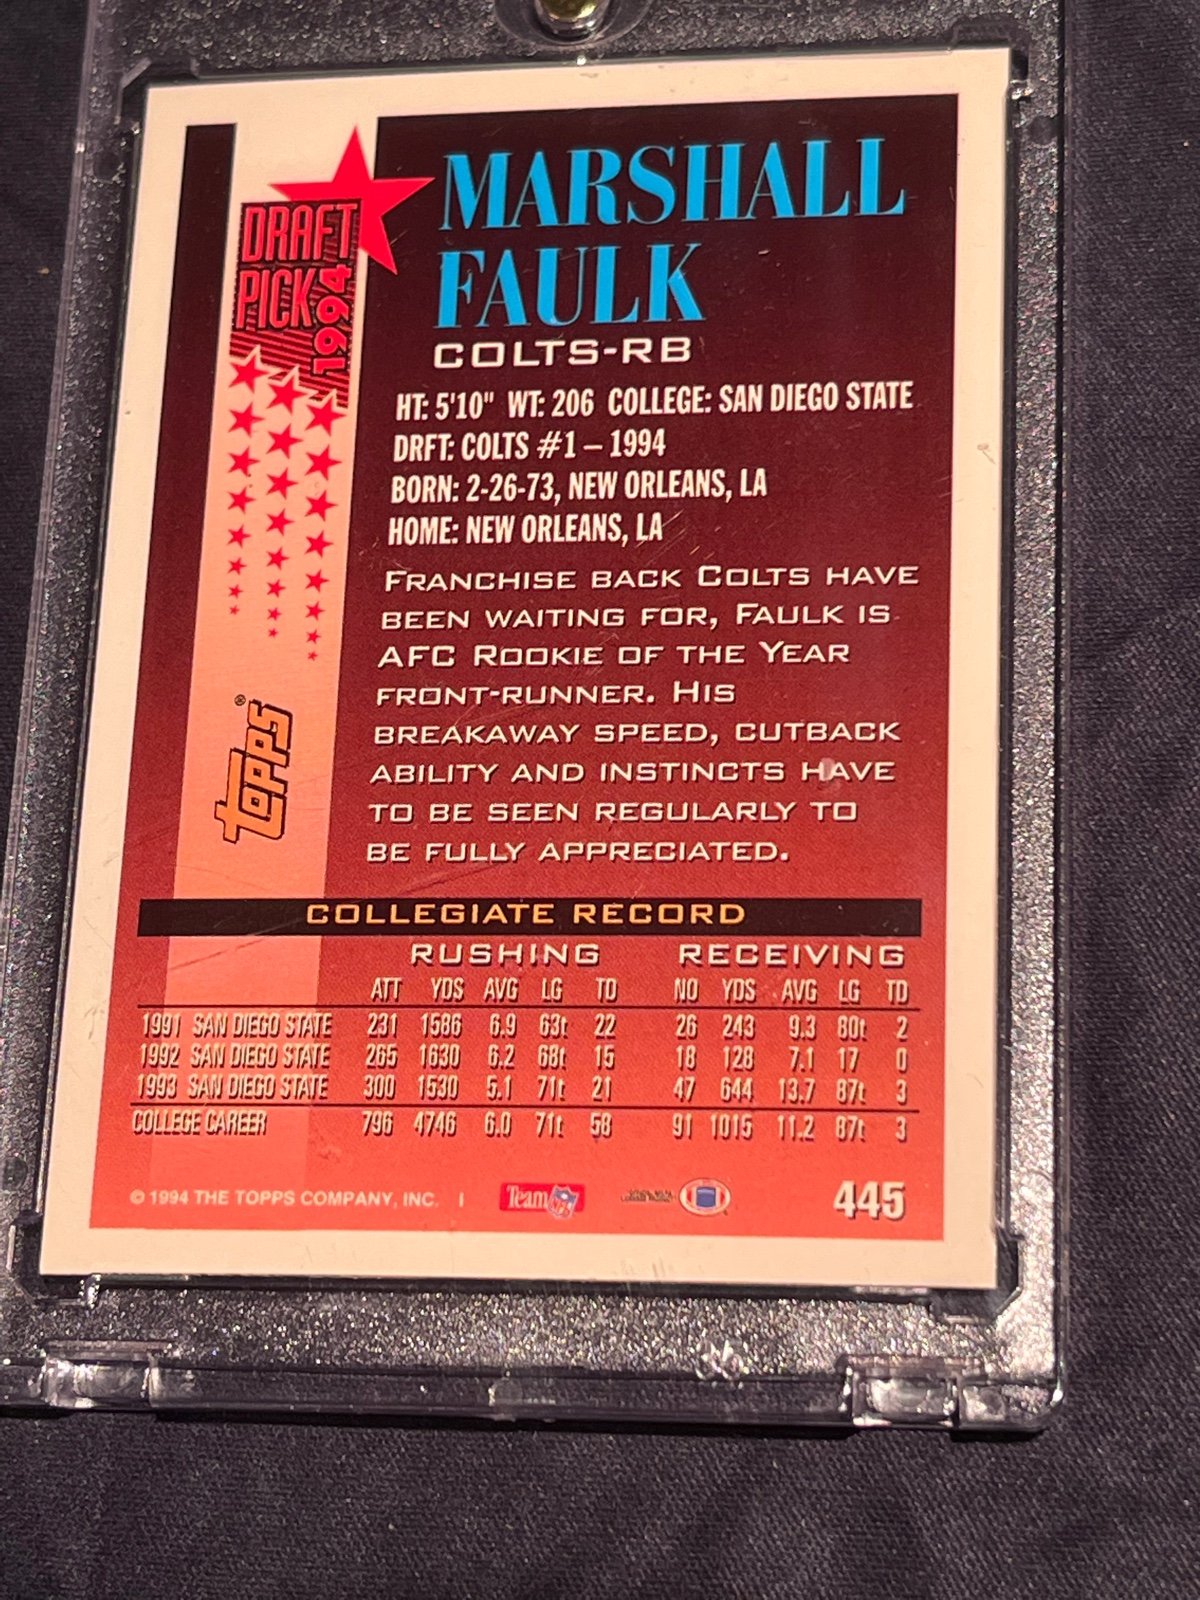 MARSHALL
FAULK
COLTS-RB
DRAFT
PICK
1994
HT: 5'10" WT: 206 COLLEGE: SAN DIEGO STATE
DRFT: COLTS #1 – 1994
BORN: 2-26-73, NEW ORLEANS, LA
HOME: NEW ORLEANS, LA
FRANCHISE BACK COLTS HAVE
BEEN WAITING FOR, FAULK IS
AFC ROOKIE OF THE YEAR
FRONT-RUNNER. HIS
BREAKAWAY SPEED, CUTBACK
ABILITY AND INSTINCTS HAVE
TO BE SEEN REGULARLY TO
BE FULLY APPRECIATED.
TOPPS®
COLLEGIATE RECORD
RUSHING RECEIVING
ATT YDS AVG LG TD NO YDS AVG LG TD
1991 SAN DIEGO STATE 231 1586 6.9 63t 22 26 243 9.3 80t 2
1992 SAN DIEGO STATE 265 1630 6.2 68t 15 18 128 7.1 17 0
1993 SAN DIEGO STATE 300 1530 5.1 71t 21 47 644 13.7 87t 3
COLLEGE CAREER 796 4746 6.0 71t 58 91 1015 11.2 87t 3
© 1994 THE TOPPS COMPANY, INC. I Team NFL 445